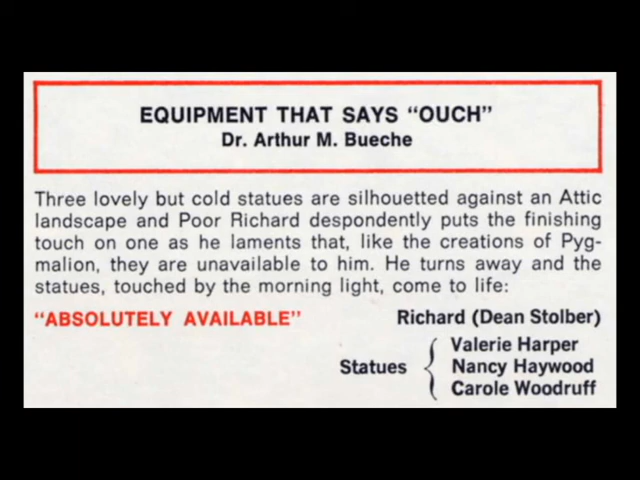 EQUIPMENT THAT SAYS "OUCH"
Dr. Arthur M. Bueche
Three lovely but cold statues are silhouetted against an Attic
landscape and Poor Richard despondently puts the finishing
touch on one as he laments that, like the creations of Pyg-
malion, they are unavailable to him. He turns away and the
statues, touched by the morning light, come to life:
"ABSOLUTELY AVAILABLE" Richard (Dean Stolber)
Statues { Valerie Harper
Nancy Haywood
Carole Woodruff